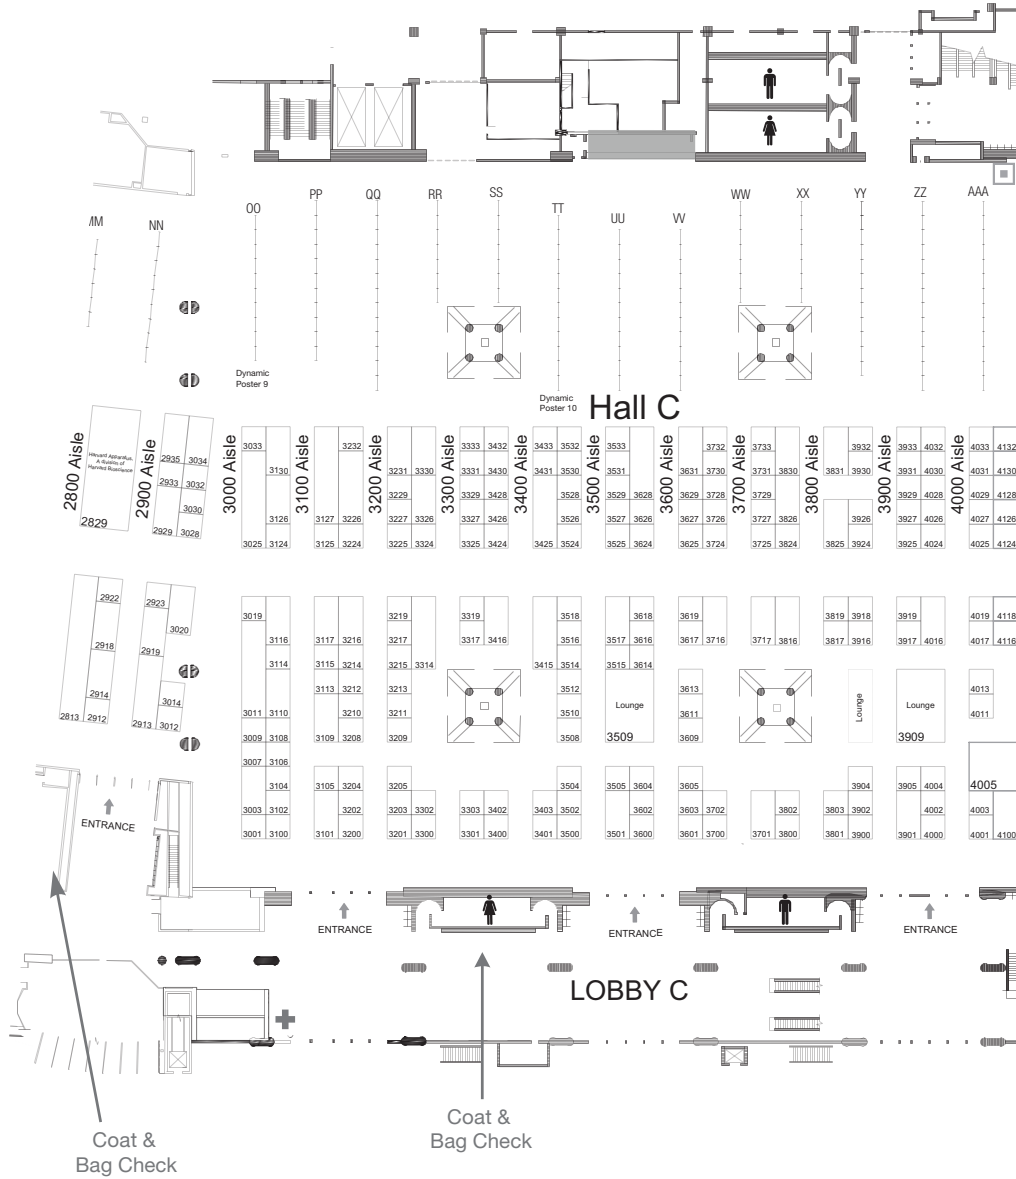 SS
PP
QQ
RR
WW
XX
YY
ZZ
AAA
OO
TT
UU
VV
MM
NN
Dynamic
Poster 9
Dynamic
Poster 10
Hall C
2800 Aisle
2900 Aisle
3000 Aisle
3100 Aisle
3200 Aisle
3300 Aisle
3400 Aisle
3500 Aisle
3600 Aisle
3700 Aisle
3800 Aisle
3900 Aisle
4000 Aisle
Harvard Apparatus,
A division of
Harvard Bioscience
2829
2935 3034
2933 3032
3030
2929 3028
3033 3232 3333 3432 3433 3532 3533 3732 3733 3932 3933 4032 4033 4132
3130 3231 3330 3331 3430 3431 3530 3531 3631 3730 3731 3830 3831 3930 3931 4030 4031 4130
3229 3329 3428 3528 3529 3628 3629 3728 3729 3929 4028 4029 4128
3126 3127 3226 3227 3326 3327 3426 3526 3527 3626 3627 3726 3727 3826 3926 3927 4026 4027 4126
3025 3124 3125 3224 3225 3324 3325 3424 3425 3524 3525 3624 3625 3724 3725 3824 3825 3924 3925 4024 4025 4124
2922
2923
3020
2918
2919
2914
3014
2813 2912
2913 3012
3019 3219 3319 3518 3618 3619 3819 3918 3919 4019 4118
3116 3117 3216 3217 3317 3416 3516 3517 3616 3617 3716 3717 3816 3817 3916 3917 4016 4017 4116
3114 3115 3214 3215 3314 3415 3514 3515 3614
3113 3212 3213 3512 3613 4013
Lounge
Lounge
Lounge
3011 3110 3210 3211 3510 3611 4011
3009 3108 3109 3208 3209 3508 3509 3609 3909
3007 3106
3104 3105 3204 3205 3504 3505 3604 3605 3904 3905 4004 4005
3003 3102 3202 3203 3302 3303 3402 3403 3502 3602 3603 3702 3802 3803 3902 4002 4003
3001 3100 3101 3200 3201 3300 3301 3400 3401 3500 3501 3600 3601 3700 3701 3800 3801 3900 3901 4000 4001 4100
ENTRANCE
ENTRANCE
ENTRANCE
ENTRANCE
LOBBY C
Coat &
Bag Check
Coat &
Bag Check